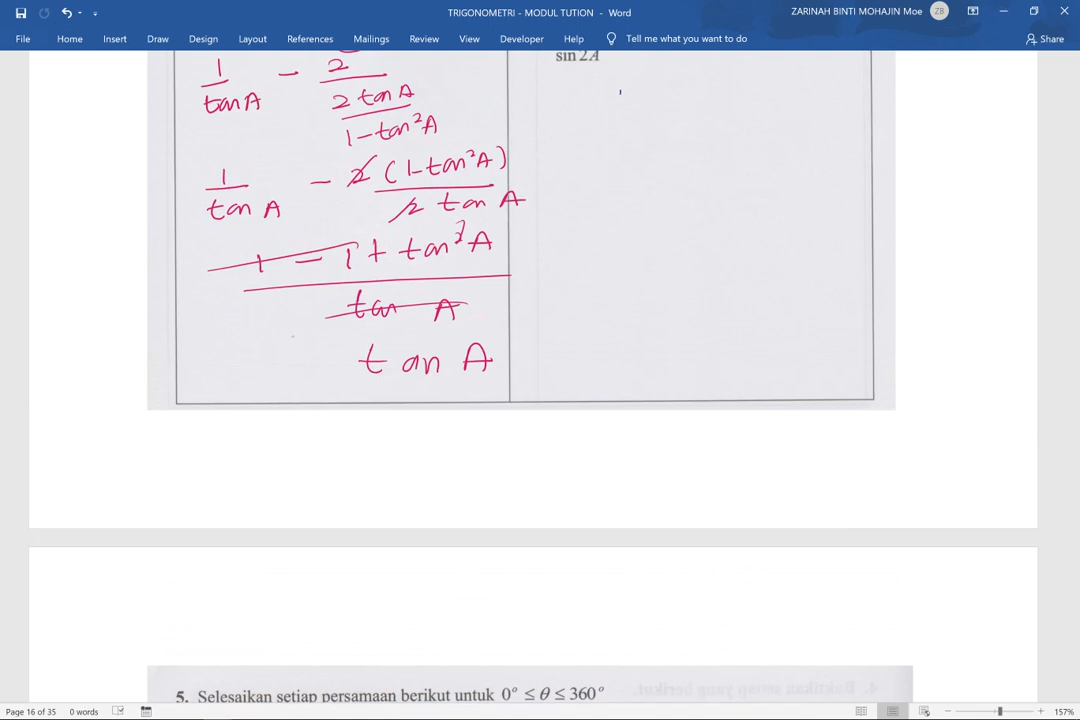 TRIGONOMETRI - MODUL TUTION - Word
ZARINAH BINTI MOHAJIN Moe
ZB
File Home Insert Draw Design Layout References Mailings Review View Developer Help Tell me what you want to do
Share
sin 2A
1/tan A - 2/(2 tan A/(1-tan²A))
1/tan A - 2(1-tan²A)/2 tan A
1 - 1 + tan²A
tan A
tan A
5. Selesaikan setiap persamaan berikut untuk 0° ≤ θ ≤ 360°
Page 16 of 35 0 words
157%